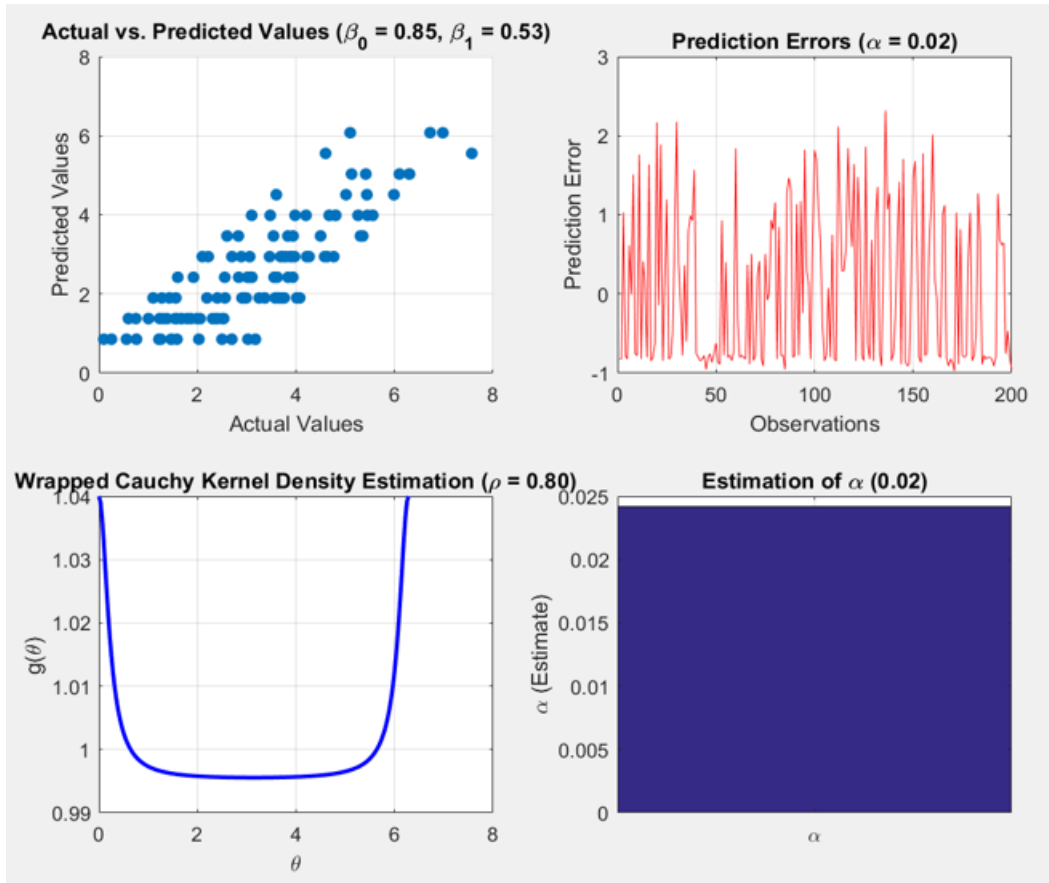 Actual vs. Predicted Values (β0 = 0.85, β1 = 0.53)
8
6
4
2
0
Predicted Values
0 2 4 6 8
Actual Values
Prediction Errors (α = 0.02)
3
2
1
0
-1
Prediction Error
0 50 100 150 200
Observations
Wrapped Cauchy Kernel Density Estimation (ρ = 0.80)
1.04
1.03
1.02
1.01
1
0.99
g(θ)
0 2 4 6 8
θ
Estimation of α (0.02)
0.025
0.02
0.015
0.01
0.005
0
α (Estimate)
α